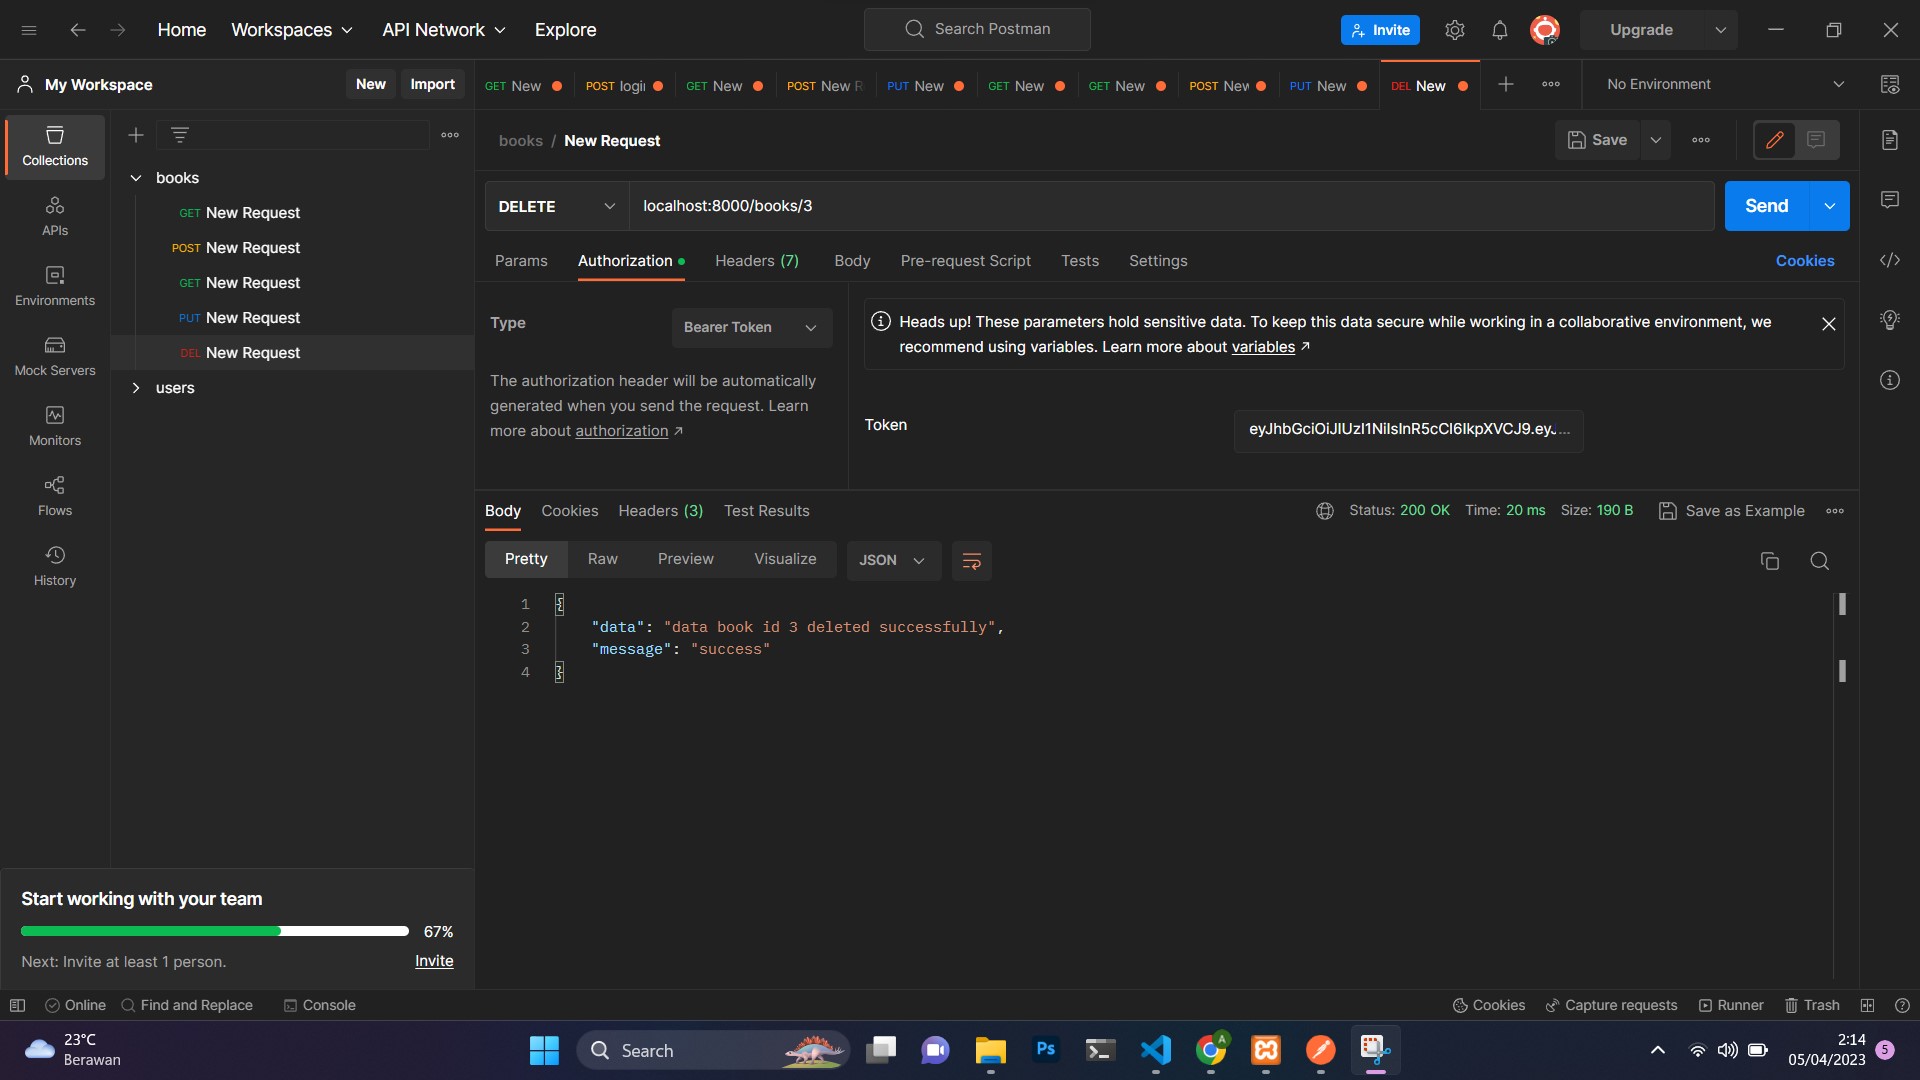 Home
Workspaces
API Network
Explore
Search Postman
Invite
Upgrade
My Workspace
New
Import
GET New
POST logi
GET New
POST New R
PUT New
GET New
GET New
POST New
PUT New
DEL New
No Environment
Collections
APIs
Environments
Mock Servers
Monitors
Flows
History
books
GET New Request
POST New Request
GET New Request
PUT New Request
DEL New Request
users
books / New Request
Save
DELETE
localhost:8000/books/3
Send
Params
Authorization
Headers (7)
Body
Pre-request Script
Tests
Settings
Cookies
Type
Bearer Token
The authorization header will be automatically
generated when you send the request. Learn
more about authorization ↗
Heads up! These parameters hold sensitive data. To keep this data secure while working in a collaborative environment, we
recommend using variables. Learn more about variables ↗
Token
eyJhbGciOiJIUzI1NiIsInR5cCI6IkpXVCJ9.eyJ...
Body
Cookies
Headers (3)
Test Results
Status: 200 OK
Time: 20 ms
Size: 190 B
Save as Example
Pretty
Raw
Preview
Visualize
JSON
1 {
2 "data": "data book id 3 deleted successfully",
3 "message": "success"
4 }
Start working with your team
67%
Next: Invite at least 1 person.
Invite
Online
Find and Replace
Console
Cookies
Capture requests
Runner
Trash
23°C
Berawan
Search
Ps
A
2:14
05/04/2023
5